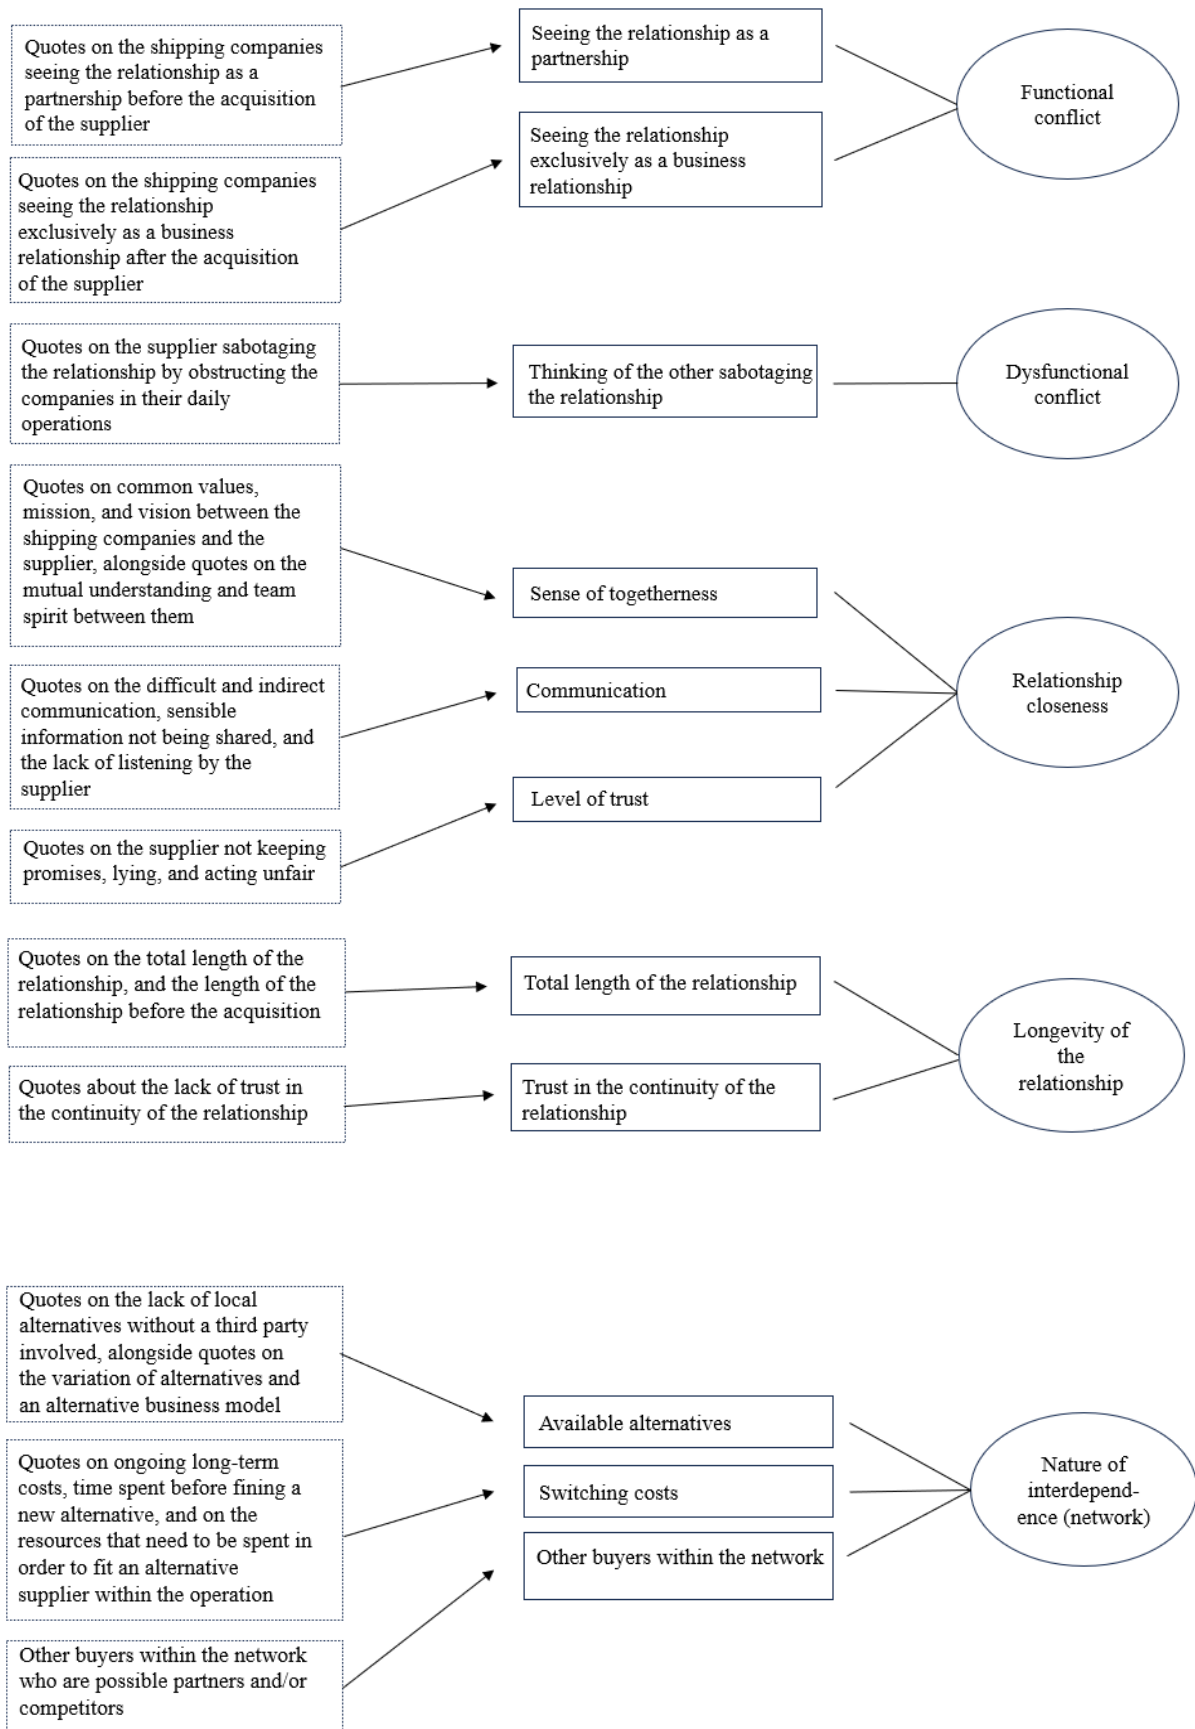 Quotes on the shipping companies
seeing the relationship as a
partnership before the acquisition
of the supplier
Seeing the relationship as a
partnership
Functional
conflict
Quotes on the shipping companies
seeing the relationship
exclusively as a business
relationship after the acquisition
of the supplier
Seeing the relationship
exclusively as a business
relationship
Quotes on the supplier sabotaging
the relationship by obstructing the
companies in their daily
operations
Thinking of the other sabotaging
the relationship
Dysfunctional
conflict
Quotes on common values,
mission, and vision between the
shipping companies and the
supplier, alongside quotes on the
mutual understanding and team
spirit between them
Sense of togetherness
Relationship
closeness
Quotes on the difficult and indirect
communication, sensible
information not being shared, and
the lack of listening by the
supplier
Communication
Quotes on the supplier not keeping
promises, lying, and acting unfair
Level of trust
Quotes on the total length of the
relationship, and the length of the
relationship before the acquisition
Total length of the relationship
Longevity of
the
relationship
Quotes about the lack of trust in
the continuity of the relationship
Trust in the continuity of the
relationship
Quotes on the lack of local
alternatives without a third party
involved, alongside quotes on
the variation of alternatives and
an alternative business model
Available alternatives
Nature of
interdepend-
ence (network)
Quotes on ongoing long-term
costs, time spent before fining a
new alternative, and on the
resources that need to be spent in
order to fit an alternative
supplier within the operation
Switching costs
Other buyers within the network
who are possible partners and/or
competitors
Other buyers within the network